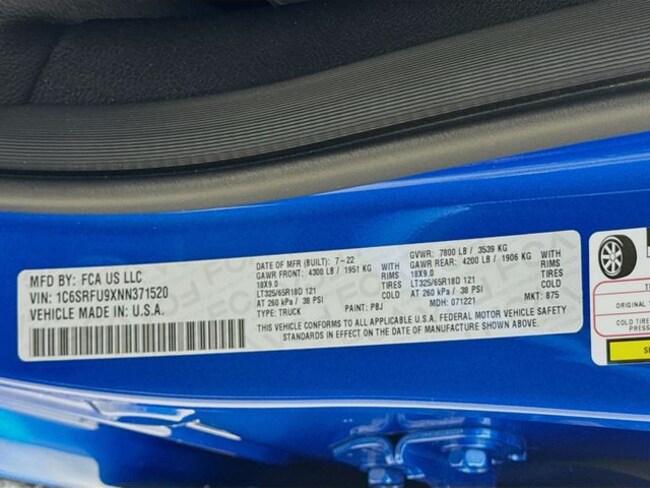 MFD BY: FCA US LLC
VIN: 1C6SRFU9XNN371520
VEHICLE MADE IN: U.S.A.
DATE OF MFR (BUILT): 7-22
GAWR FRONT: 4300 LB / 1951 KG WITH
18X9.0 RIMS
LT325/65R18D 121 TIRES
AT 260 kPa / 38 PSI COLD
TYPE: TRUCK PAINT: PBJ
GVWR: 7800 LB / 3539 KG
GAWR REAR: 4200 LB / 1906 KG WITH
18X9.0 RIMS
LT325/65R18D 121 TIRES
AT 260 kPa / 38 PSI COLD
MDH: 071221 MKT: 875
THIS VEHICLE CONFORMS TO ALL APPLICABLE U.S.A. FEDERAL MOTOR VEHICLE SAFETY
STANDARDS IN EFFECT ON THE DATE OF MANUFACTURE SHOWN ABOVE.
ORIGINAL
COLD TIRE